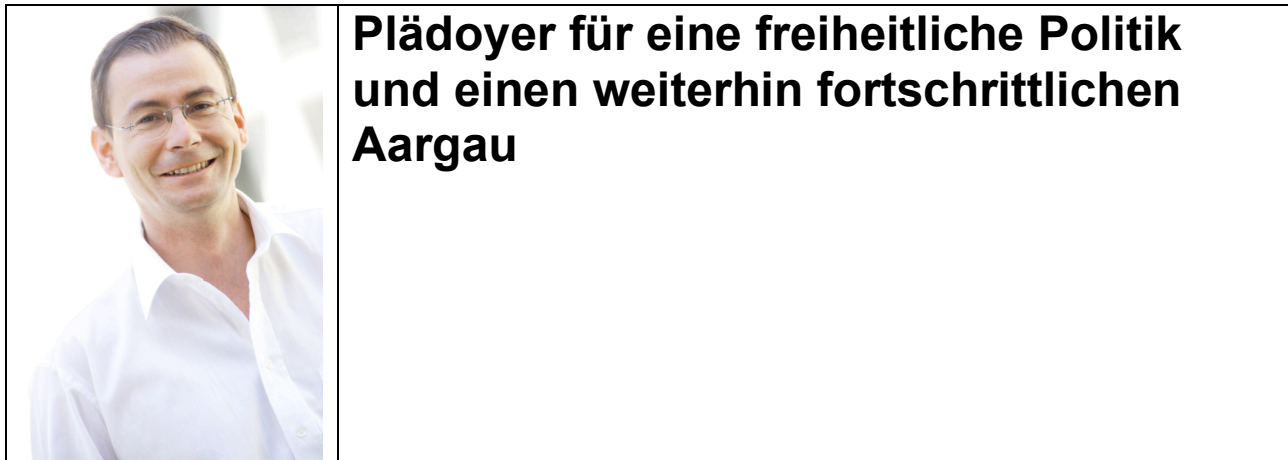 Plädoyer für eine freiheitliche Politik
und einen weiterhin fortschrittlichen
Aargau